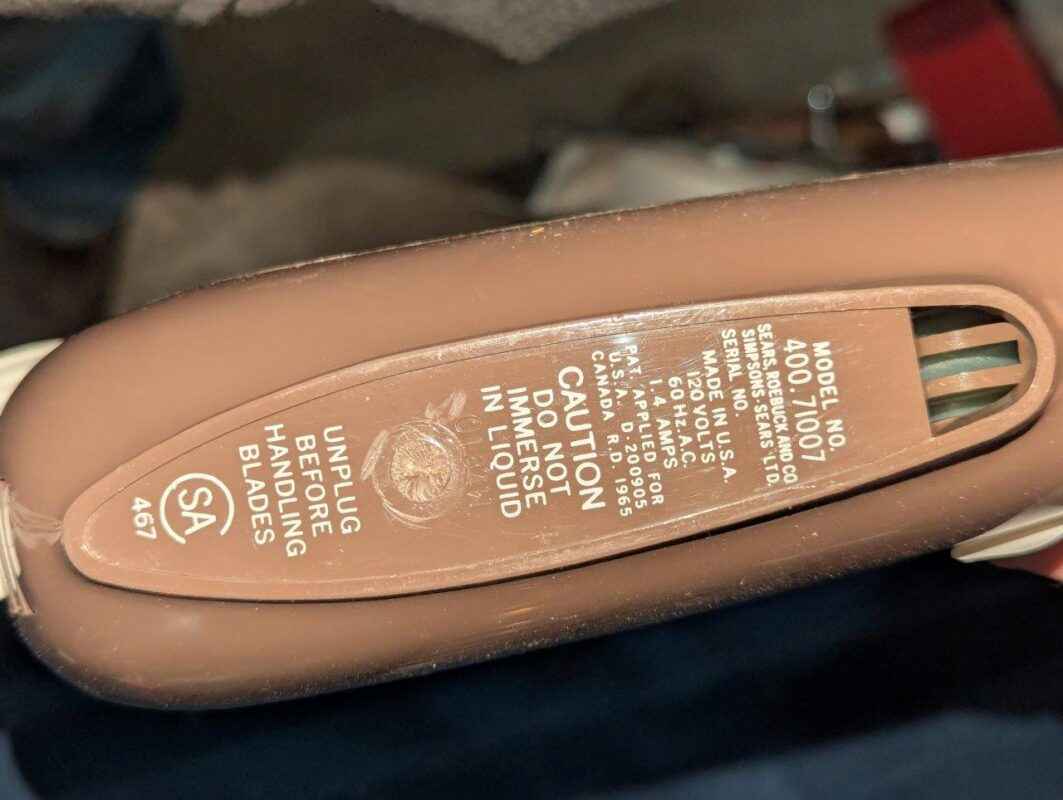 MODEL NO.
400.71007
SEARS, ROEBUCK AND CO
SIMPSONS-SEARS LTD.
SERIAL NO.
MADE IN U.S.A.
120 VOLTS
60 HZ. A.C.
1.4 AMPS
PAT. APPLIED FOR
U.S.A. D.200905
CANADA R.D. 1965
CAUTION
DO NOT
IMMERSE
IN LIQUID
UNPLUG
BEFORE
HANDLING
BLADES
SA
467